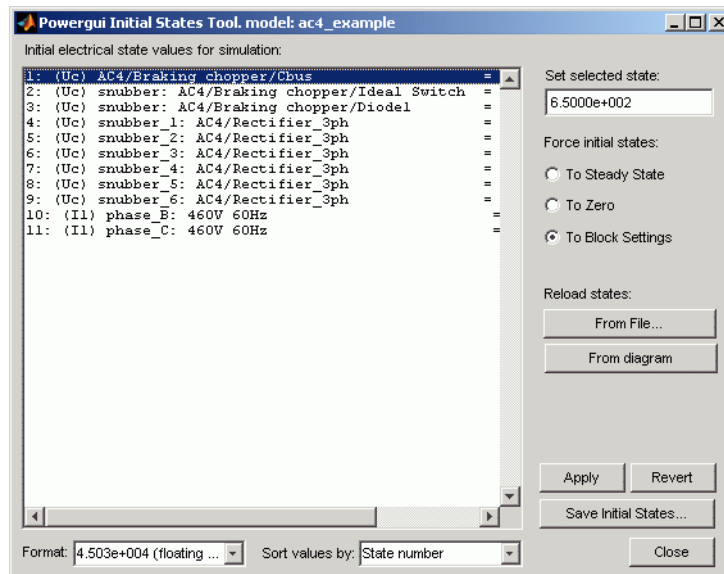 Powergui Initial States Tool. model: ac4_example
Initial electrical state values for simulation:
1: (Uc) AC4/Braking chopper/Cbus =
2: (Uc) snubber: AC4/Braking chopper/Ideal Switch =
3: (Uc) snubber: AC4/Braking chopper/Diode1 =
4: (Uc) snubber_1: AC4/Rectifier_3ph =
5: (Uc) snubber_2: AC4/Rectifier_3ph =
6: (Uc) snubber_3: AC4/Rectifier_3ph =
7: (Uc) snubber_4: AC4/Rectifier_3ph =
8: (Uc) snubber_5: AC4/Rectifier_3ph =
9: (Uc) snubber_6: AC4/Rectifier_3ph =
10: (Il) phase_B: 460V 60Hz =
11: (Il) phase_C: 460V 60Hz =
Set selected state:
6.5000e+002
Force initial states:
To Steady State
To Zero
To Block Settings
Reload states:
From File...
From diagram
Apply Revert
Save Initial States...
Format: 4.503e+004 (floating ... Sort values by: State number
Close